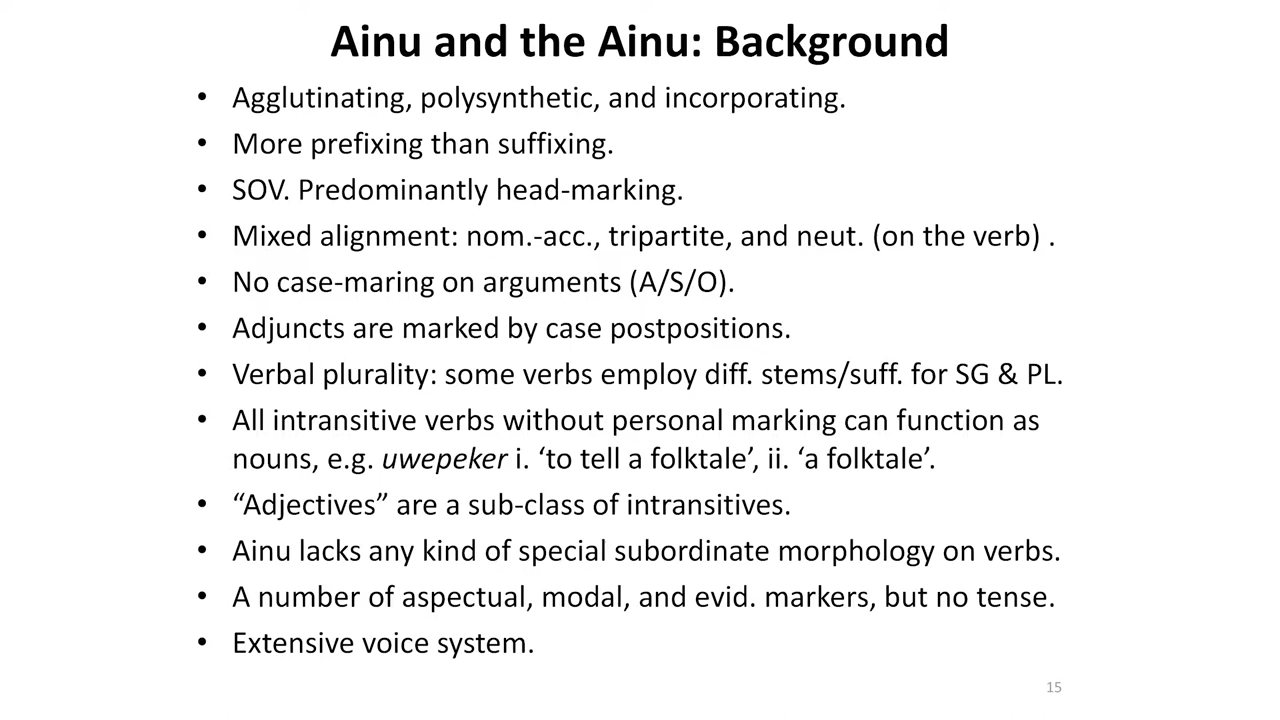 Ainu and the Ainu: Background
• Agglutinating, polysynthetic, and incorporating.
• More prefixing than suffixing.
• SOV. Predominantly head-marking.
• Mixed alignment: nom.-acc., tripartite, and neut. (on the verb) .
• No case-maring on arguments (A/S/O).
• Adjuncts are marked by case postpositions.
• Verbal plurality: some verbs employ diff. stems/suff. for SG & PL.
• All intransitive verbs without personal marking can function as
nouns, e.g. uwepeker i. ‘to tell a folktale’, ii. ‘a folktale’.
• “Adjectives” are a sub-class of intransitives.
• Ainu lacks any kind of special subordinate morphology on verbs.
• A number of aspectual, modal, and evid. markers, but no tense.
• Extensive voice system.
15